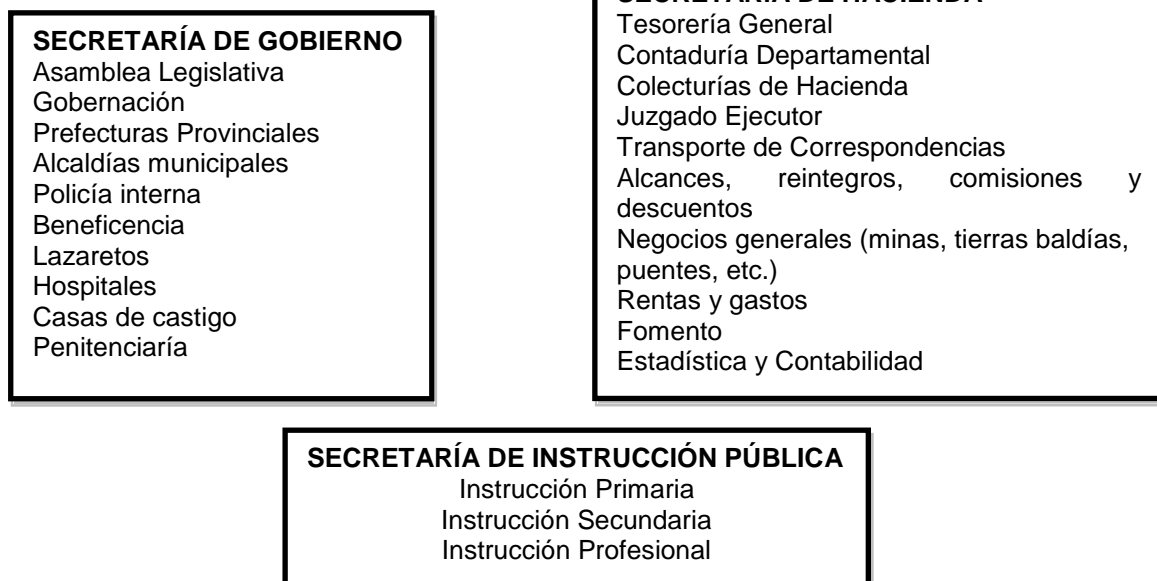 SECRETARÍA DE GOBIERNO
Asamblea Legislativa
Gobernación
Prefecturas Provinciales
Alcaldías municipales
Policía interna
Beneficencia
Lazaretos
Hospitales
Casas de castigo
Penitenciaría
SECRETARÍA DE HACIENDA
Tesorería General
Contaduría Departamental
Colecturías de Hacienda
Juzgado Ejecutor
Transporte de Correspondencias
Alcances, reintegros, comisiones y
descuentos
Negocios generales (minas, tierras baldías,
puentes, etc.)
Rentas y gastos
Fomento
Estadística y Contabilidad
SECRETARÍA DE INSTRUCCIÓN PÚBLICA
Instrucción Primaria
Instrucción Secundaria
Instrucción Profesional